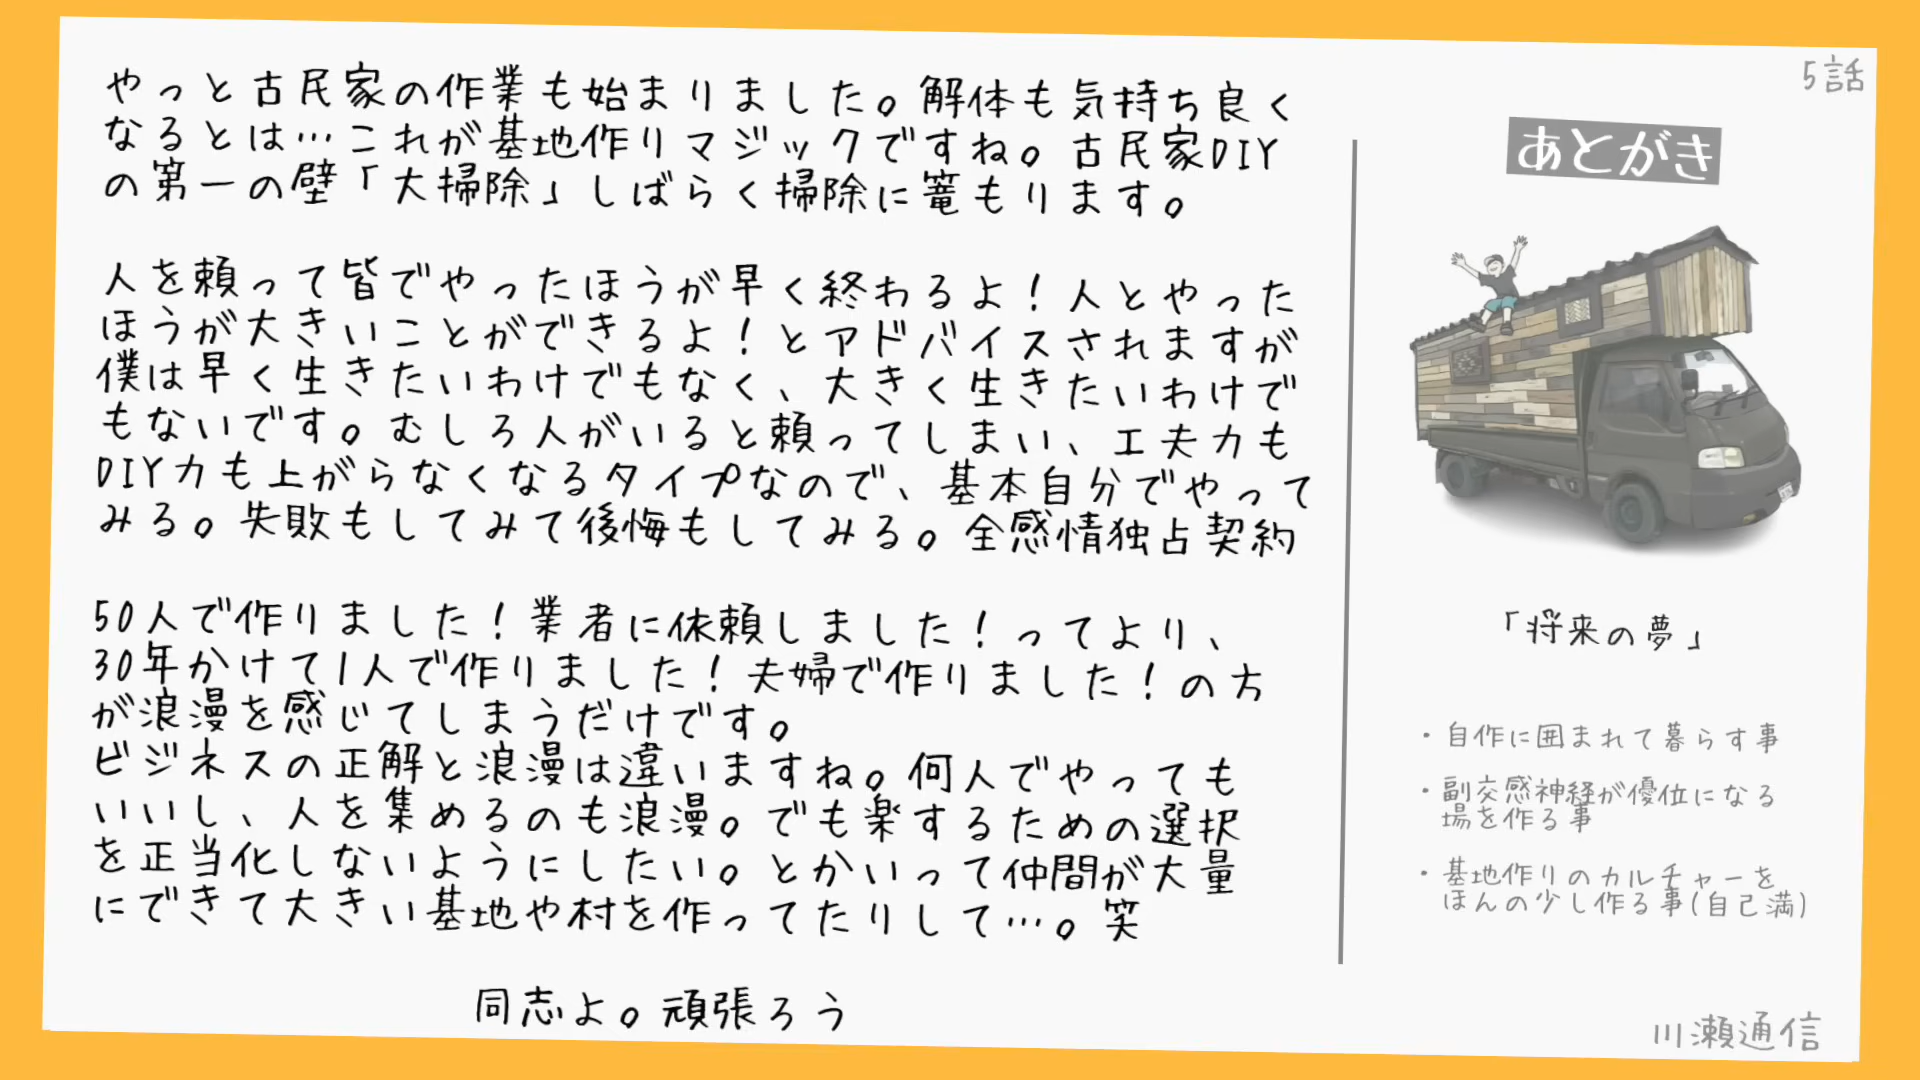 やっと古民家の作業も始まりました。解体も気持ち良く
なるとは…これが基地作りマジックですね。古民家DIY
の第一の壁「大掃除」しばらく掃除に篭もります。
人を頼って皆でやったほうが早く終わるよ!人とやった
ほうが大きいことができるよ!とアドバイスされますが
僕は早く生きたいわけでもなく、大きく生きたいわけで
もないです。むしろ人がいると頼ってしまい、工夫力も
DIY力も上がらなくなるタイプなので、基本自分でやって
みる。失敗もしてみて後悔もしてみる。全感情独占契約
50人で作りました!業者に依頼しました!ってより、
30年かけて1人で作りました!夫婦で作りました!の方
が浪漫を感じてしまうだけです。
ビジネスの正解と浪漫は違いますね。何人でやっても
いいし、人を集めるのも浪漫。でも楽するための選択
を正当化しないようにしたい。とかいって仲間が大量
にできて大きい基地や村を作ってたりして…。笑
同志よ。頑張ろう
5話
あとがき
「将来の夢」
・自作に囲まれて暮らす事
・副交感神経が優位になる
場を作る事
・基地作りのカルチャーを
ほんの少し作る事(自己満)
川瀬通信